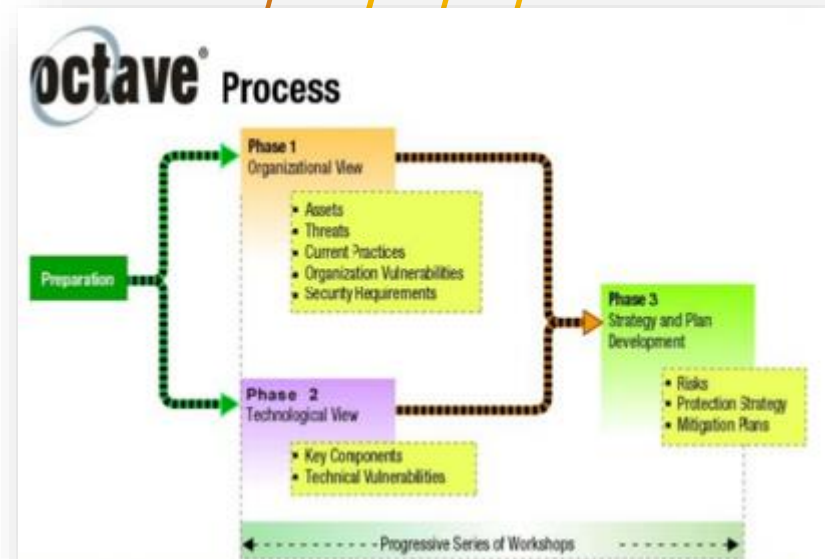 octave® Process
Phase 1
Organizational View
• Assets
• Threats
• Current Practices
• Organization Vulnerabilities
• Security Requirements
Preparation
Phase 3
Strategy and Plan
Development
• Risks
• Protection Strategy
• Mitigation Plans
Phase 2
Technological View
• Key Components
• Technical Vulnerabilities
Progressive Series of Workshops